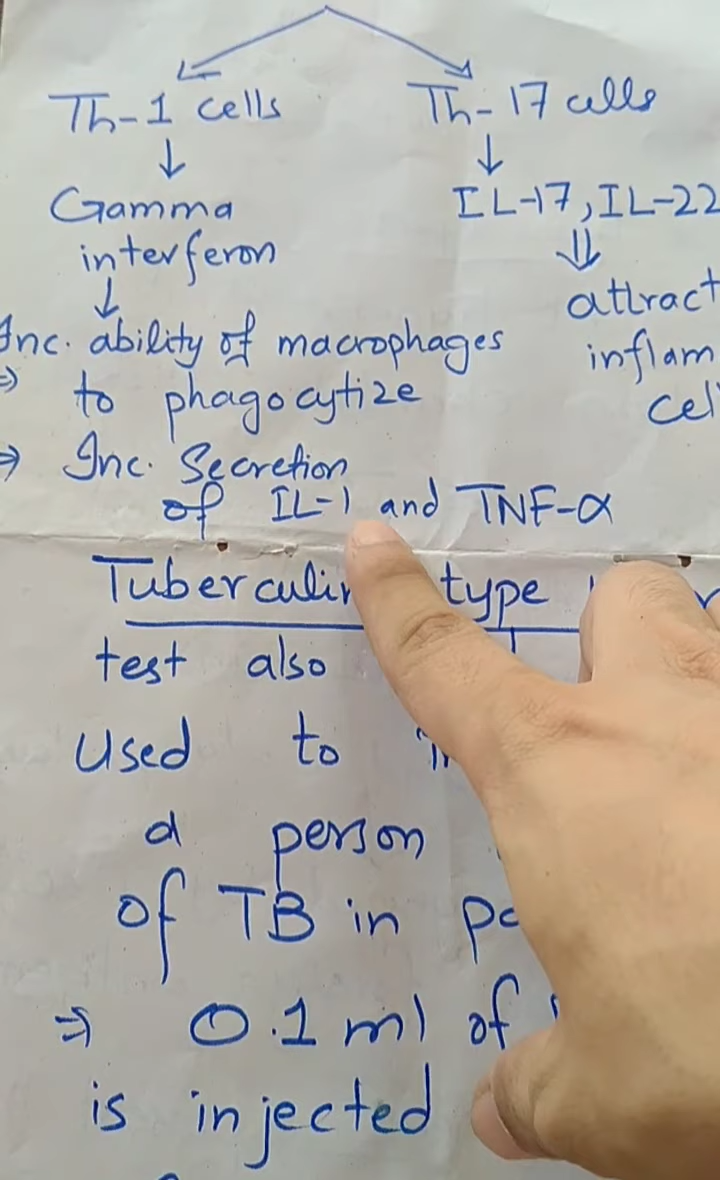 Th-1 cells
Th-17 cells
↓
↓
Gamma
interferon
IL-17, IL-22
⇓
↓
attract
inflam
cel
Inc. ability of macrophages
⇒ to phagocytize
⇒ Inc. Secretion
of IL-1 and TNF-α
Tuberculin type
test also
used to
a person
of TB in
⇒ 0.1 ml of
is injected